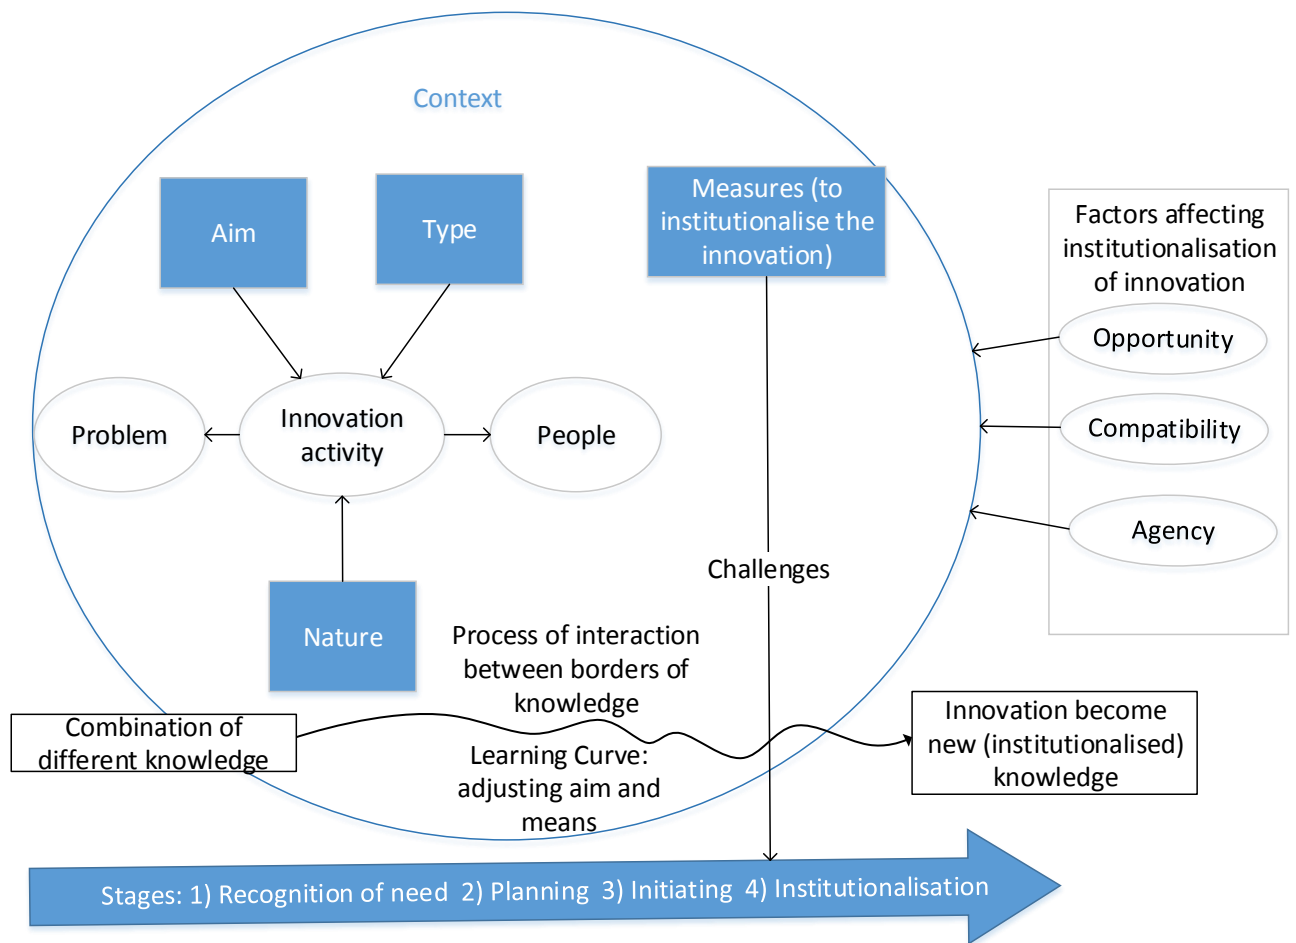 Context
Aim
Type
Measures (to
institutionalise the
innovation)
Factors affecting
institutionalisation
of innovation
Opportunity
Compatibility
Agency
Problem
Innovation
activity
People
Challenges
Nature
Process of interaction
between borders of
knowledge
Combination of
different knowledge
Learning Curve:
adjusting aim and
means
Innovation become
new (institutionalised)
knowledge
Stages: 1) Recognition of need 2) Planning 3) Initiating 4) Institutionalisation